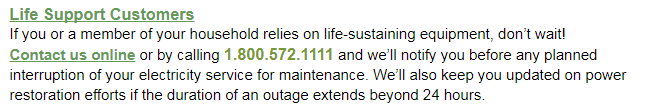 Life Support Customers
If you or a member of your household relies on life-sustaining equipment, don’t wait!
Contact us online or by calling 1.800.572.1111 and we’ll notify you before any planned
interruption of your electricity service for maintenance. We’ll also keep you updated on power
restoration efforts if the duration of an outage extends beyond 24 hours.